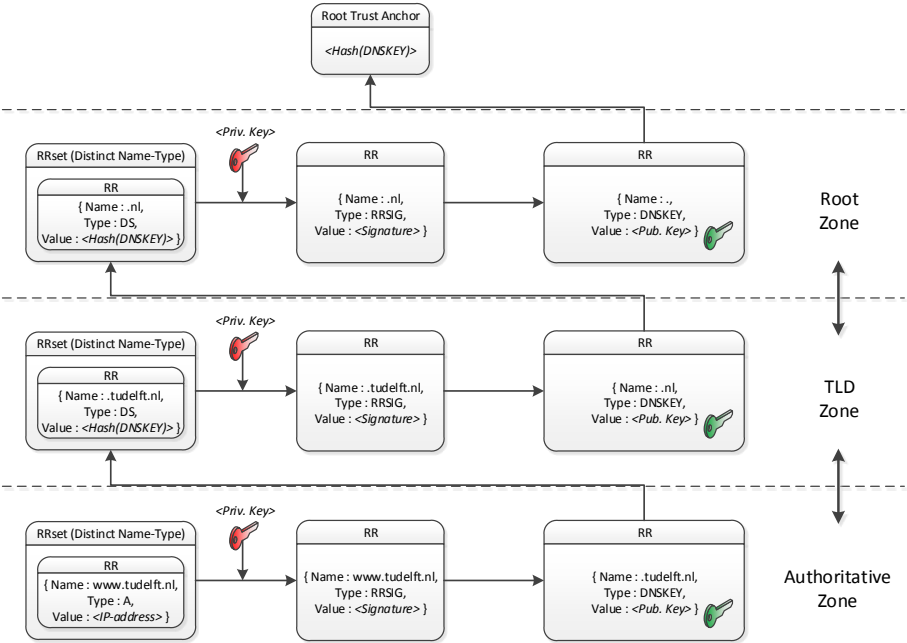 Root Trust Anchor
<Hash(DNSKEY)>
<Priv. Key>
RRset (Distinct Name-Type)
RR
{ Name : .nl,
Type : DS,
Value : <Hash(DNSKEY)> }
RR
{ Name : .nl,
Type : RRSIG,
Value : <Signature> }
RR
{ Name : .,
Type : DNSKEY,
Value : <Pub. Key> }
Root
Zone
<Priv. Key>
RRset (Distinct Name-Type)
RR
{ Name : .tudelft.nl,
Type : DS,
Value : <Hash(DNSKEY)> }
RR
{ Name : .tudelft.nl,
Type : RRSIG,
Value : <Signature> }
RR
{ Name : .nl,
Type : DNSKEY,
Value : <Pub. Key> }
TLD
Zone
<Priv. Key>
RRset (Distinct Name-Type)
RR
{ Name : www.tudelft.nl,
Type : A,
Value : <IP-address> }
RR
{ Name : www.tudelft.nl,
Type : RRSIG,
Value : <Signature> }
RR
{ Name : .tudelft.nl,
Type : DNSKEY,
Value : <Pub. Key> }
Authoritative
Zone